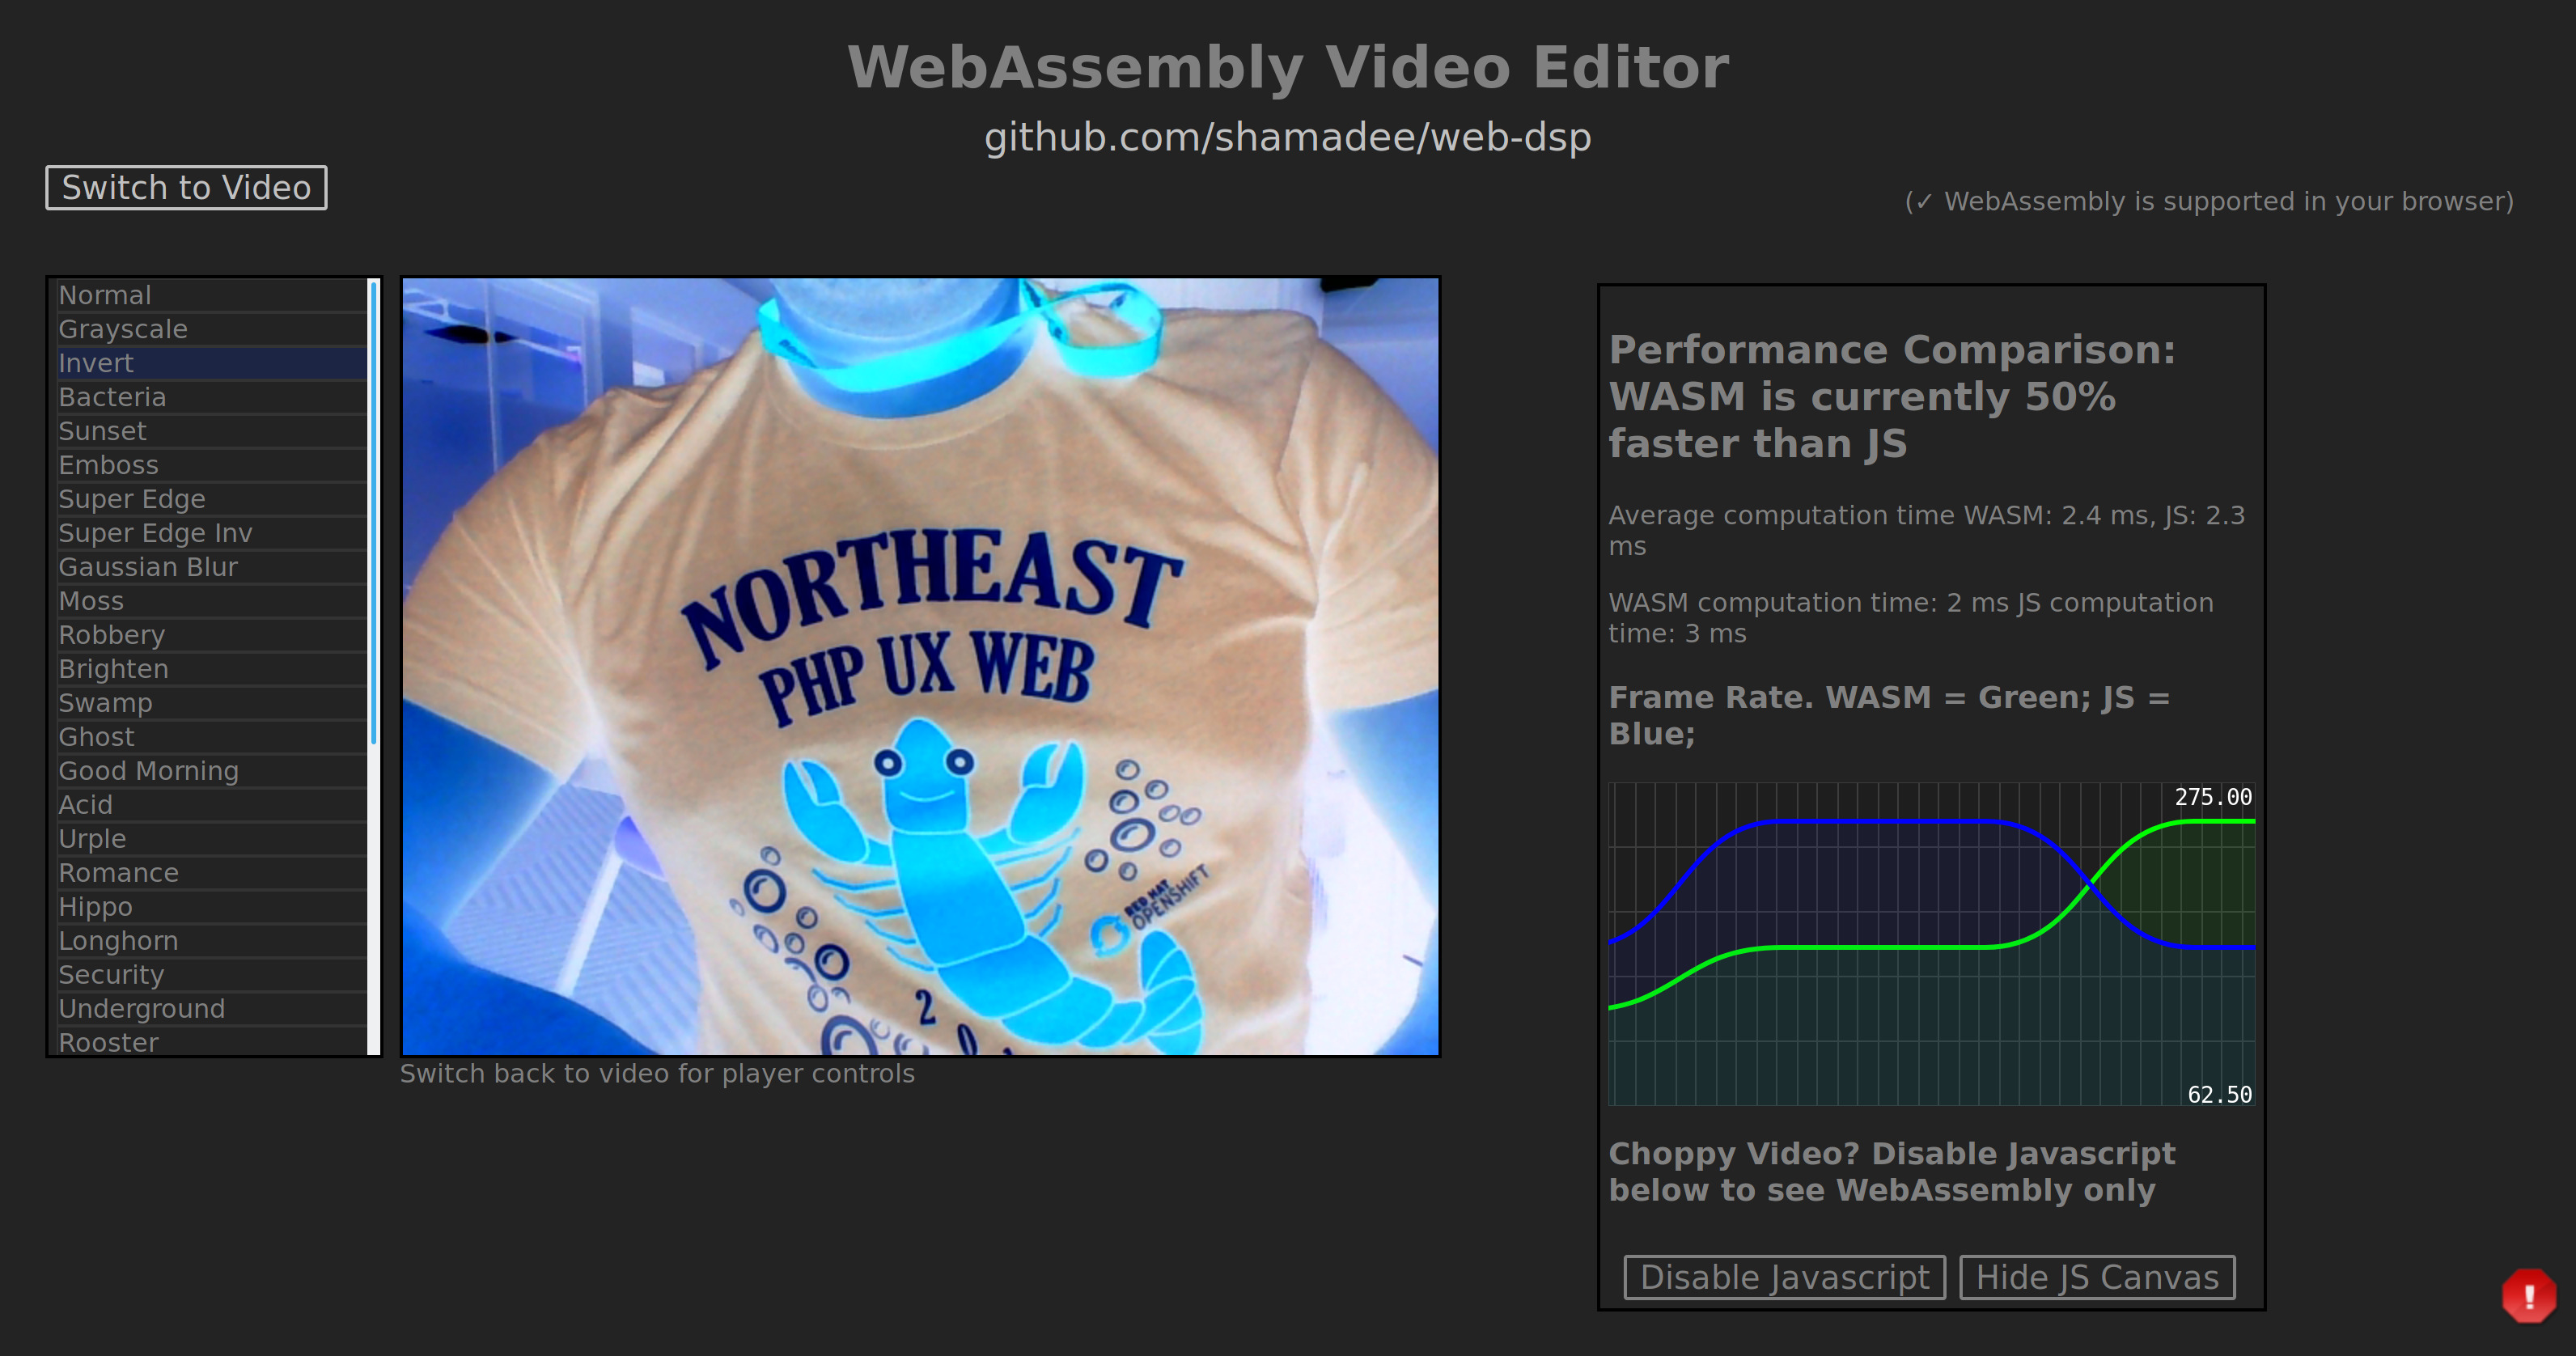 WebAssembly Video Editor
github.com/shamadee/web-dsp
Switch to Video
(✓ WebAssembly is supported in your browser)
Normal
Grayscale
Invert
Bacteria
Sunset
Emboss
Super Edge
Super Edge Inv
Gaussian Blur
Moss
Robbery
Brighten
Swamp
Ghost
Good Morning
Acid
Urple
Romance
Hippo
Longhorn
Security
Underground
Rooster
NORTHEAST
PHP UX WEB
RED HAT
OPENSHIFT
2
0
Switch back to video for player controls
Performance Comparison:
WASM is currently 50%
faster than JS
Average computation time WASM: 2.4 ms, JS: 2.3
ms
WASM computation time: 2 ms JS computation
time: 3 ms
Frame Rate. WASM = Green; JS =
Blue;
275.00
62.50
Choppy Video? Disable Javascript
below to see WebAssembly only
Disable Javascript
Hide JS Canvas